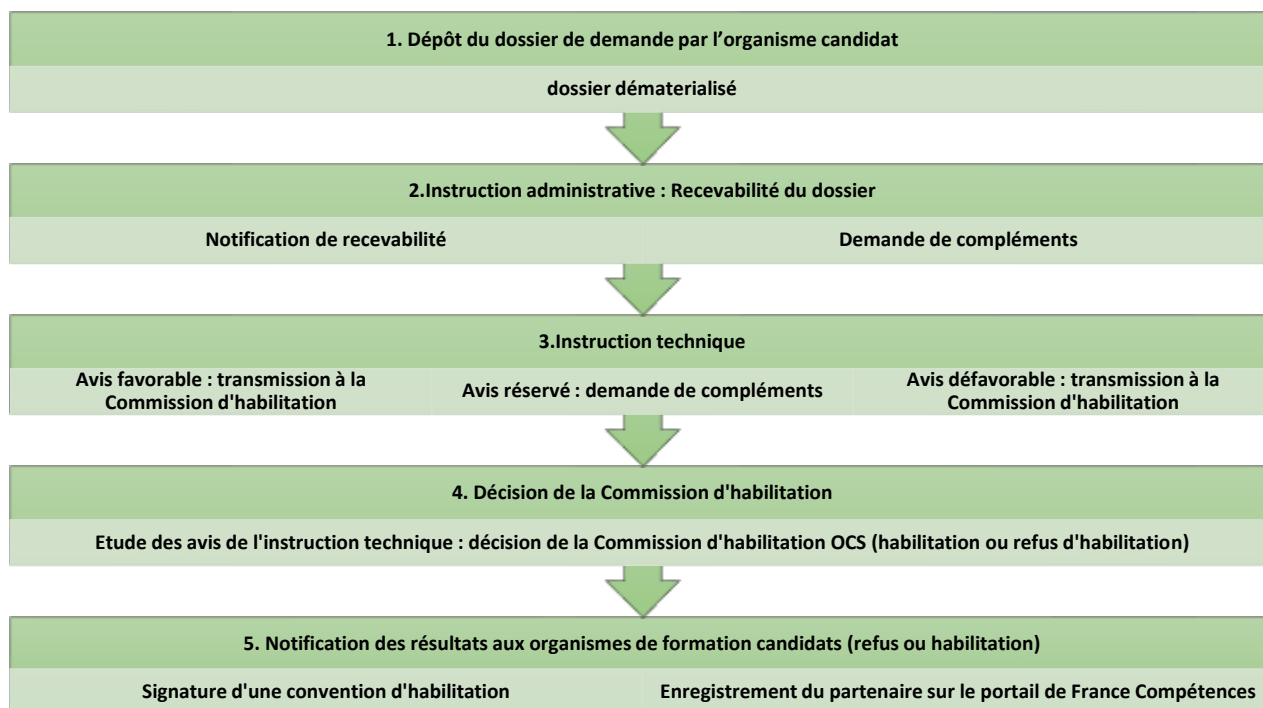 1. Dépôt du dossier de demande par l’organisme candidat
dossier dématerialisé
2.Instruction administrative : Recevabilité du dossier
Notification de recevabilité
Demande de compléments
3.Instruction technique
Avis favorable : transmission à la
Commission d'habilitation
Avis réservé : demande de compléments
Avis défavorable : transmission à la
Commission d'habilitation
4. Décision de la Commission d'habilitation
Etude des avis de l'instruction technique : décision de la Commission d'habilitation OCS (habilitation ou refus d'habilitation)
5. Notification des résultats aux organismes de formation candidats (refus ou habilitation)
Signature d'une convention d'habilitation
Enregistrement du partenaire sur le portail de France Compétences